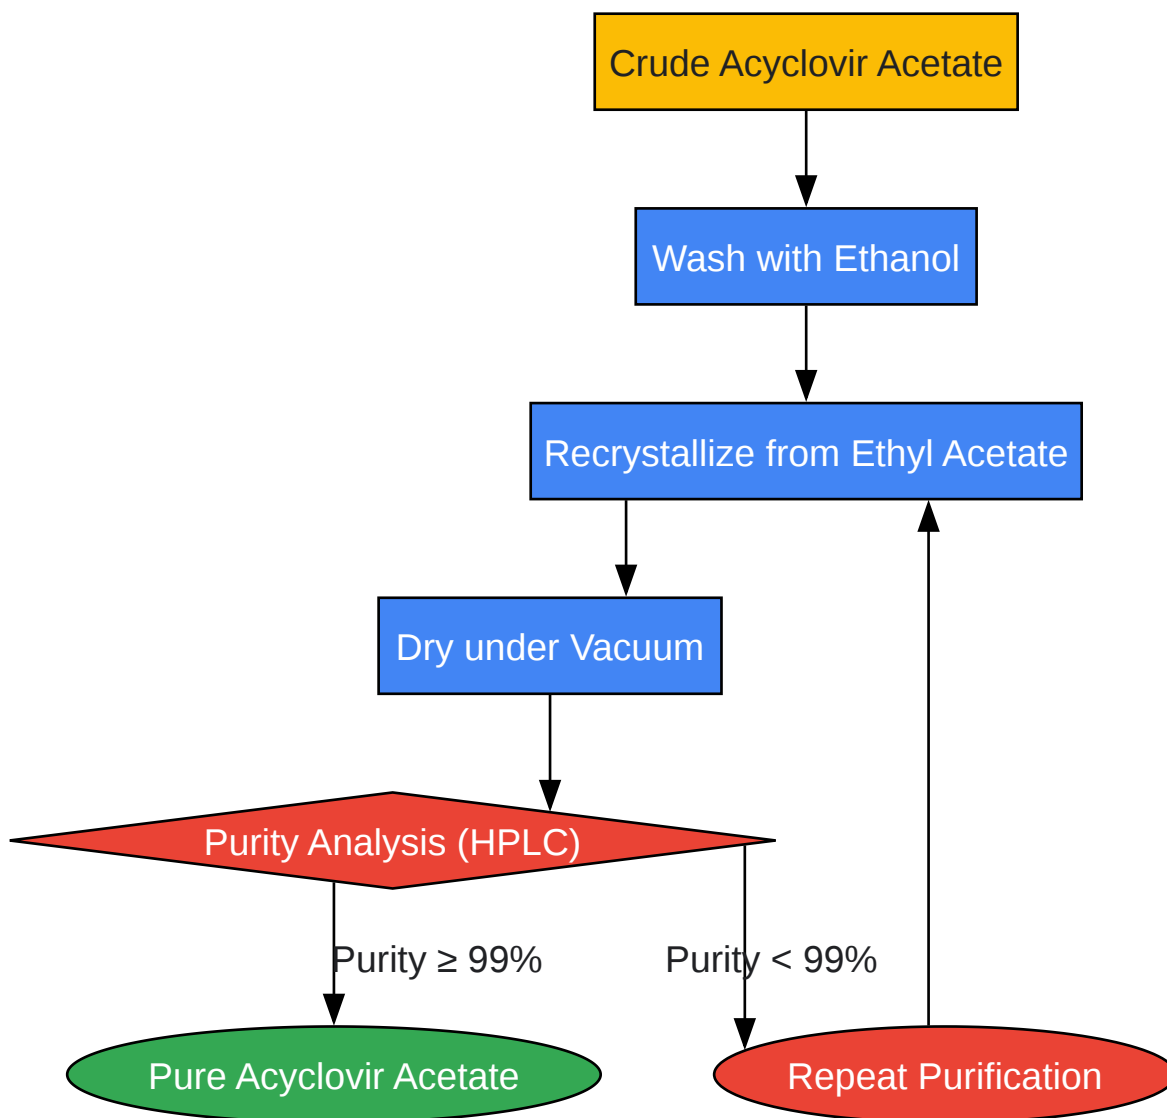 Crude Acyclovir Acetate
Wash with Ethanol
Recrystallize from Ethyl Acetate
Dry under Vacuum
Purity Analysis (HPLC)
Purity ≥ 99%
Purity < 99%
Pure Acyclovir Acetate
Repeat Purification